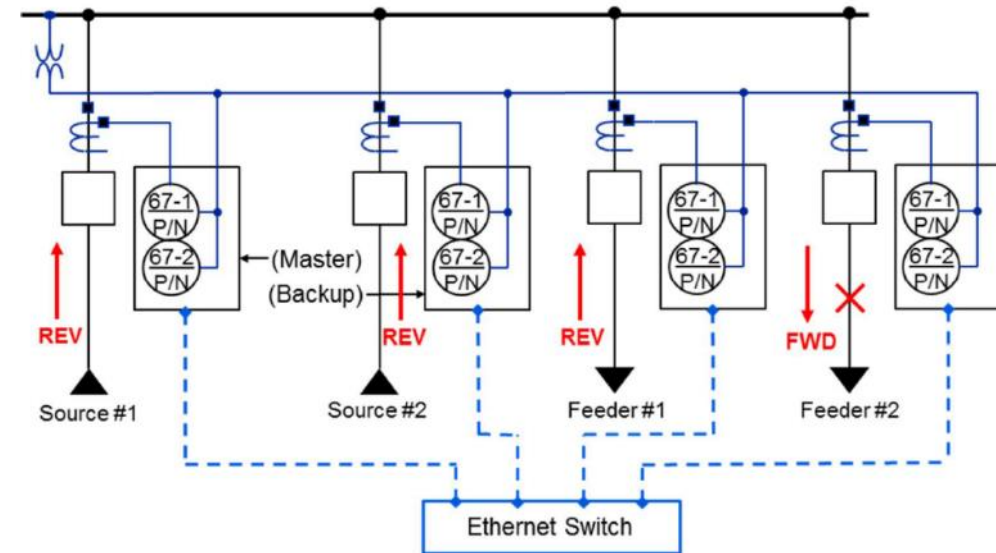 67-1
P/N
67-2
P/N
67-1
P/N
67-2
P/N
67-1
P/N
67-2
P/N
67-1
P/N
67-2
P/N
(Master)
(Backup)
REV
REV
REV
FWD
Source #1
Source #2
Feeder #1
Feeder #2
Ethernet Switch